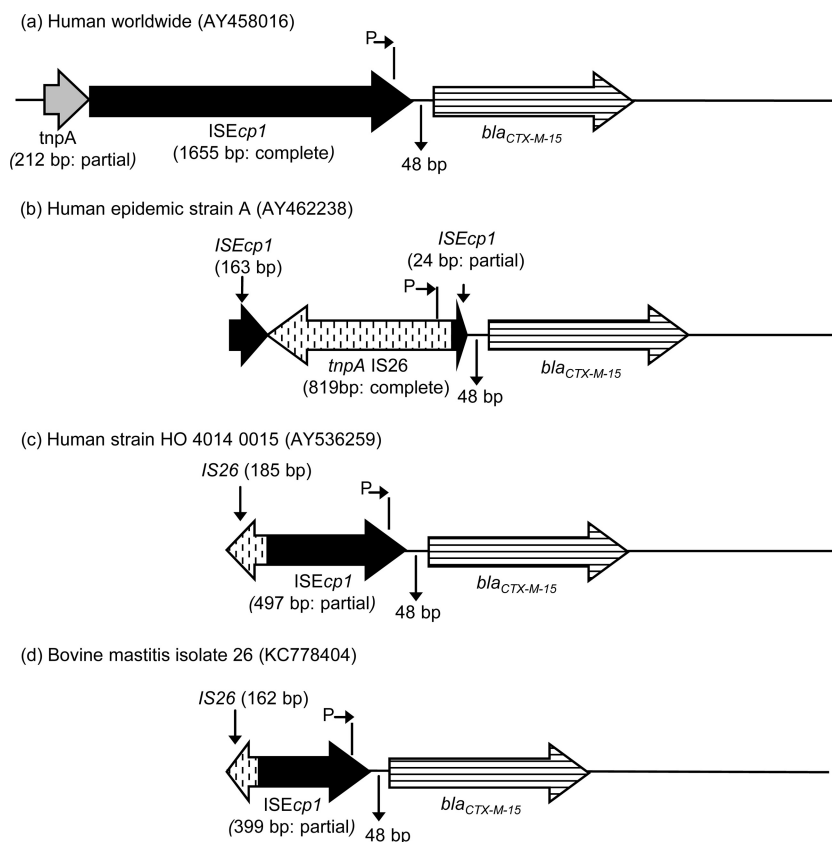 (a) Human worldwide (AY458016)
P
tnpA
(212 bp: partial)
ISEcp1
(1655 bp: complete)
48 bp
blaCTX-M-15
(b) Human epidemic strain A (AY462238)
ISEcp1
(163 bp)
ISEcp1
(24 bp: partial)
P
tnpA IS26
(819bp: complete)
48 bp
blaCTX-M-15
(c) Human strain HO 4014 0015 (AY536259)
IS26 (185 bp)
P
ISEcp1
(497 bp: partial)
48 bp
blaCTX-M-15
(d) Bovine mastitis isolate 26 (KC778404)
IS26 (162 bp)
P
ISEcp1
(399 bp: partial)
48 bp
blaCTX-M-15